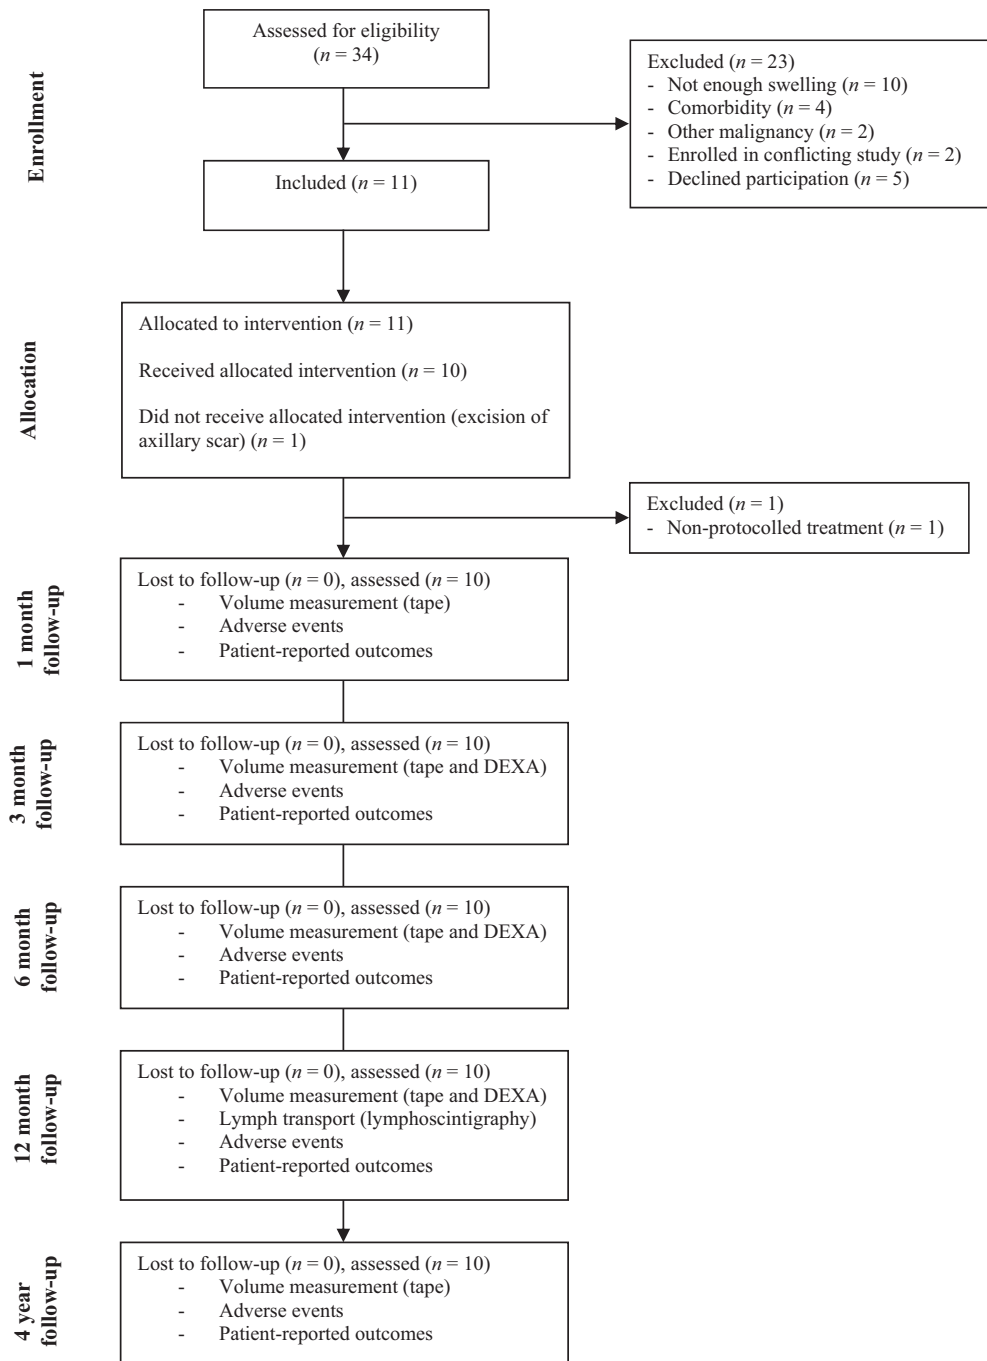 Enrollment
Assessed for eligibility
(n = 34)
Excluded (n = 23)
- Not enough swelling (n = 10)
- Comorbidity (n = 4)
- Other malignancy (n = 2)
- Enrolled in conflicting study (n = 2)
- Declined participation (n = 5)
Included (n = 11)
Allocation
Allocated to intervention (n = 11)
Received allocated intervention (n = 10)
Did not receive allocated intervention (excision of
axillary scar) (n = 1)
Excluded (n = 1)
- Non-protocolled treatment (n = 1)
1 month
follow-up
Lost to follow-up (n = 0), assessed (n = 10)
- Volume measurement (tape)
- Adverse events
- Patient-reported outcomes
3 month
follow-up
Lost to follow-up (n = 0), assessed (n = 10)
- Volume measurement (tape and DEXA)
- Adverse events
- Patient-reported outcomes
6 month
follow-up
Lost to follow-up (n = 0), assessed (n = 10)
- Volume measurement (tape and DEXA)
- Adverse events
- Patient-reported outcomes
12 month
follow-up
Lost to follow-up (n = 0), assessed (n = 10)
- Volume measurement (tape and DEXA)
- Lymph transport (lymphoscintigraphy)
- Adverse events
- Patient-reported outcomes
4 year
follow-up
Lost to follow-up (n = 0), assessed (n = 10)
- Volume measurement (tape)
- Adverse events
- Patient-reported outcomes